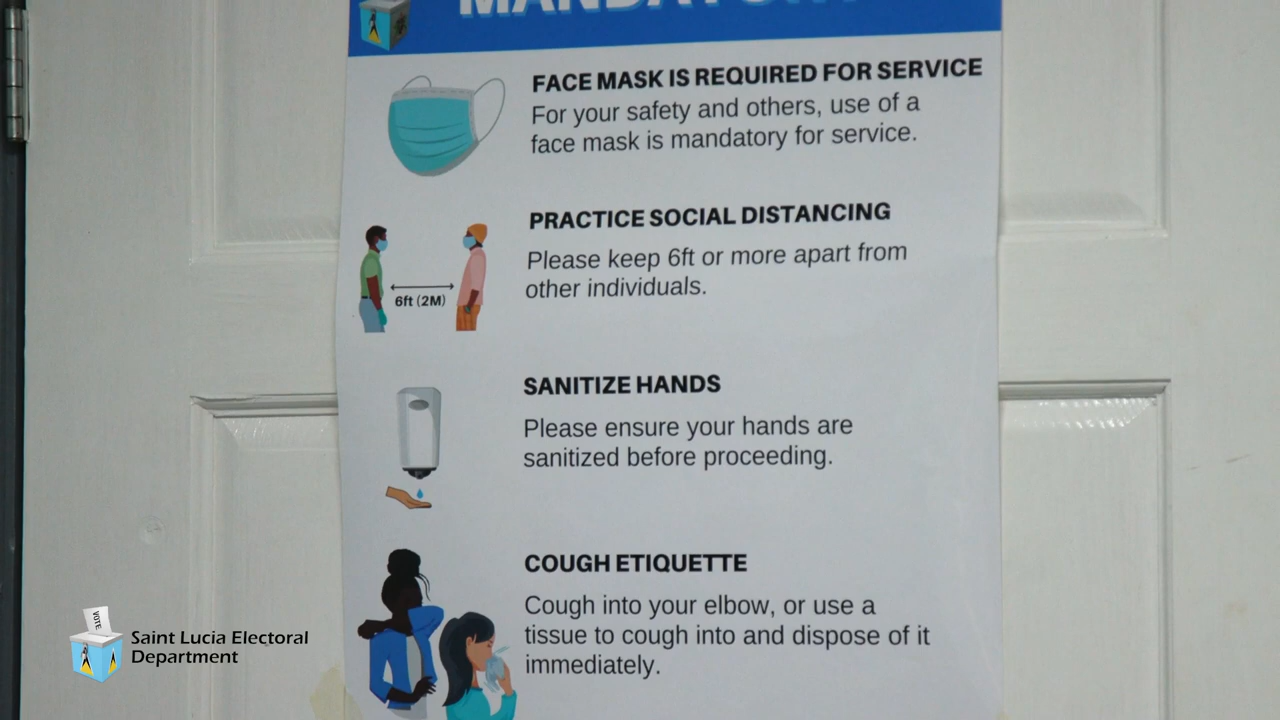 MANDATORY
FACE MASK IS REQUIRED FOR SERVICE
For your safety and others, use of a
face mask is mandatory for service.
PRACTICE SOCIAL DISTANCING
Please keep 6ft or more apart from
other individuals.
6ft (2M)
SANITIZE HANDS
Please ensure your hands are
sanitized before proceeding.
COUGH ETIQUETTE
Cough into your elbow, or use a
tissue to cough into and dispose of it
immediately.
VOTE
Saint Lucia Electoral
Department